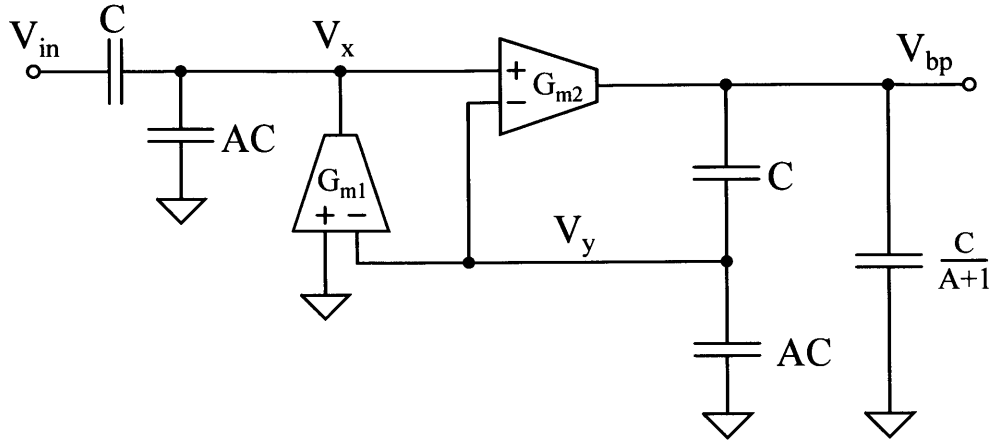 C
V_in
V_x
V_bp
+
G_m2
−
AC
G_m1
+ −
C
V_y
C
A+1
AC